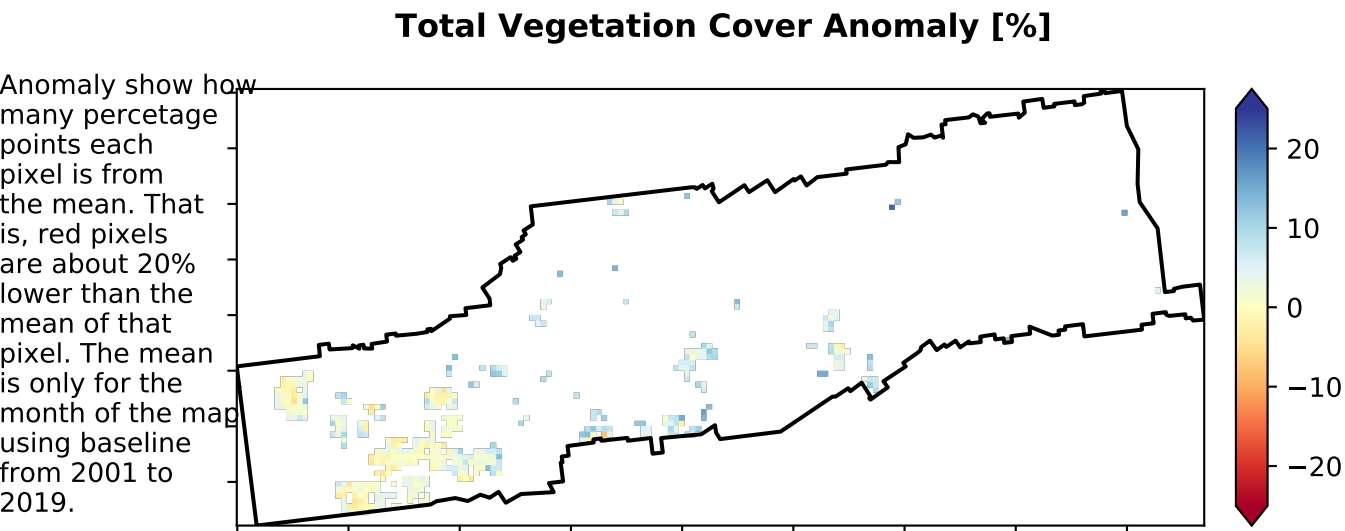 Total Vegetation Cover Anomaly [%]
Anomaly show how
many percetage
points each
pixel is from
the mean. That
is, red pixels
are about 20%
lower than the
mean of that
pixel. The mean
is only for the
month of the map
using baseline
from 2001 to
2019.
20
10
0
−10
−20